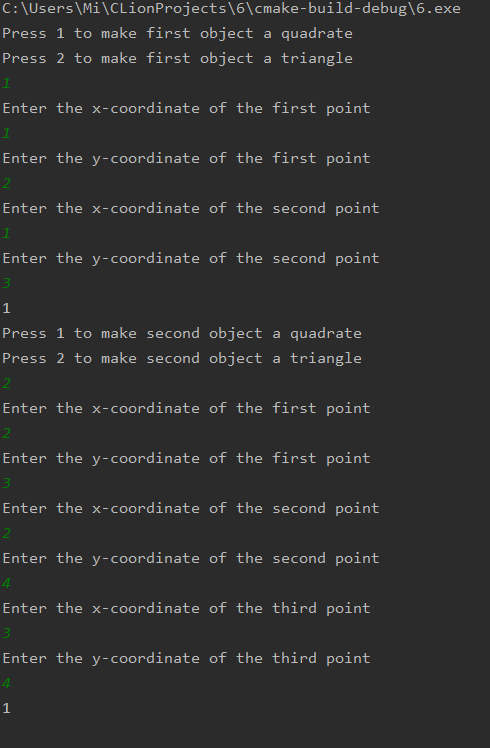 C:\Users\Mi\CLionProjects\6\cmake-build-debug\6.exe
Press 1 to make first object a quadrate
Press 2 to make first object a triangle
1
Enter the x-coordinate of the first point
1
Enter the y-coordinate of the first point
2
Enter the x-coordinate of the second point
1
Enter the y-coordinate of the second point
3
1
Press 1 to make second object a quadrate
Press 2 to make second object a triangle
2
Enter the x-coordinate of the first point
2
Enter the y-coordinate of the first point
3
Enter the x-coordinate of the second point
2
Enter the y-coordinate of the second point
4
Enter the x-coordinate of the third point
3
Enter the y-coordinate of the third point
4
1